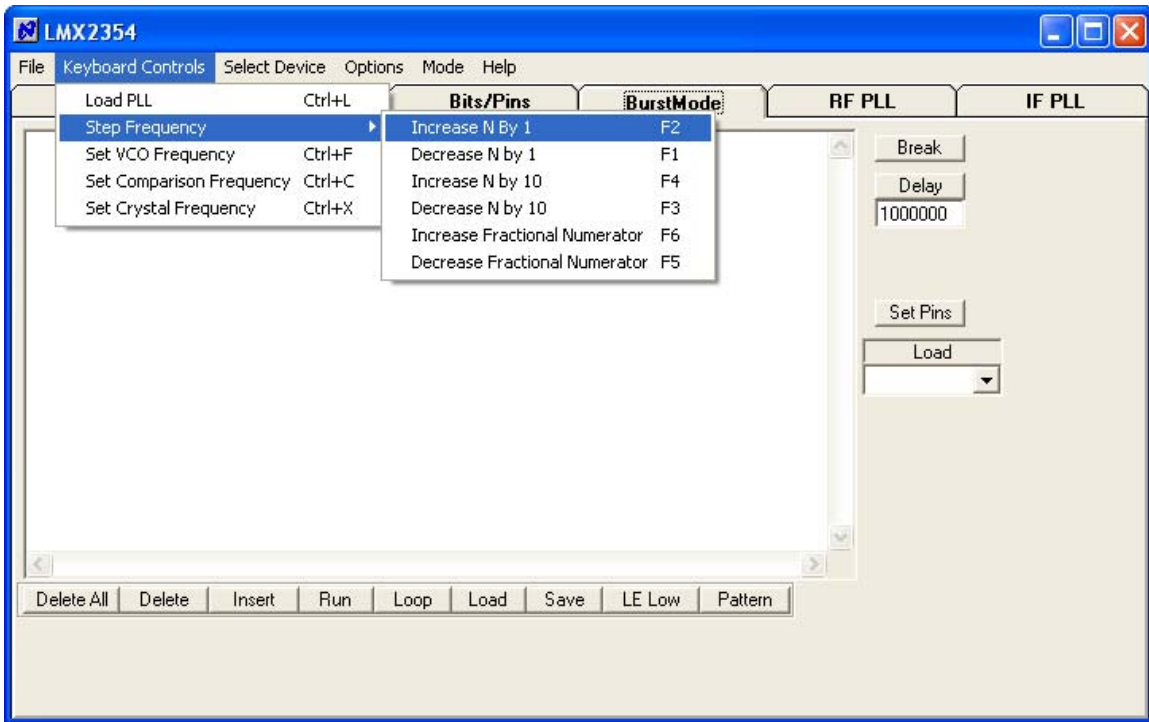 LMX2354
File Keyboard Controls Select Device Options Mode Help
Bits/Pins BurstMode RF PLL IF PLL
Load PLL Ctrl+L
Step Frequency
Set VCO Frequency Ctrl+F
Set Comparison Frequency Ctrl+C
Set Crystal Frequency Ctrl+X
Increase N By 1 F2
Decrease N by 1 F1
Increase N by 10 F4
Decrease N by 10 F3
Increase Fractional Numerator F6
Decrease Fractional Numerator F5
Break
Delay
1000000
Set Pins
Load
Delete All Delete Insert Run Loop Load Save LE Low Pattern